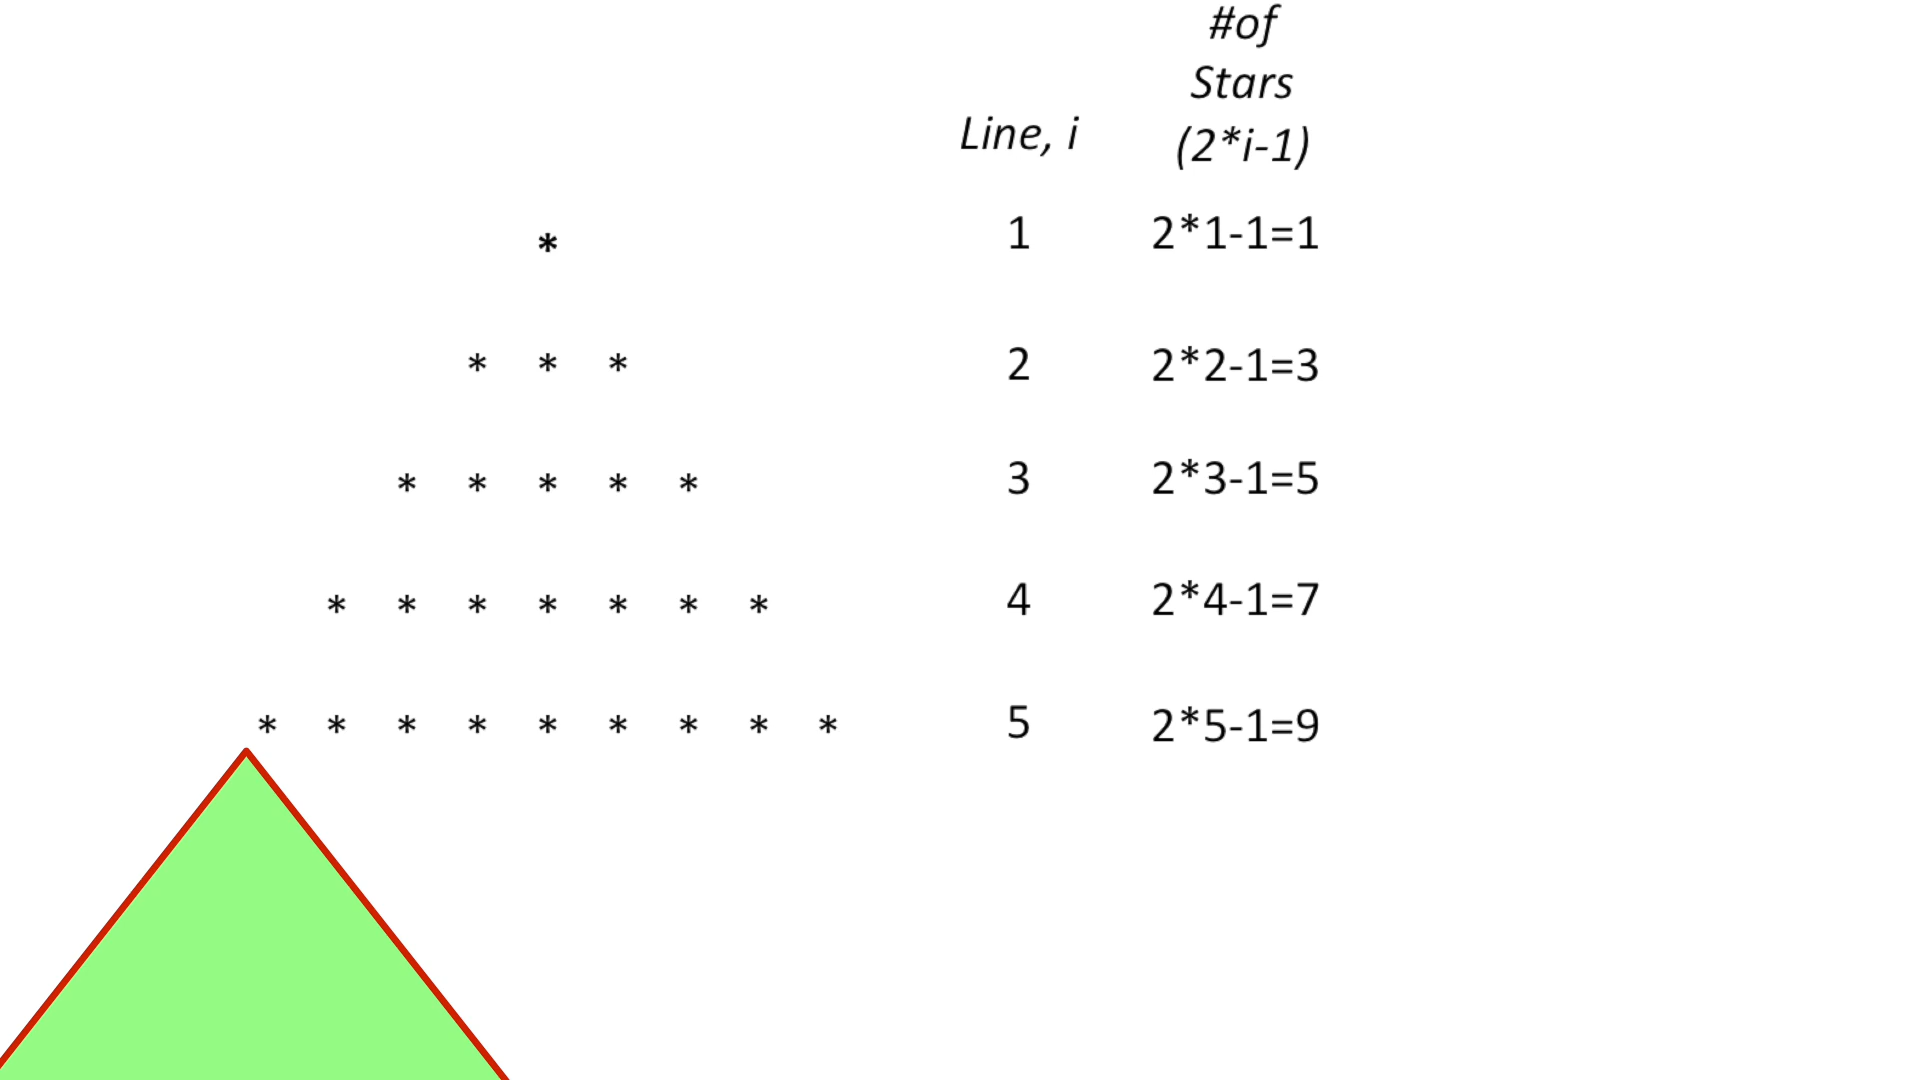 #of
Stars
Line, i (2*i-1)
* 1 2*1-1=1
* * * 2 2*2-1=3
* * * * * 3 2*3-1=5
* * * * * * * 4 2*4-1=7
* * * * * * * * * 5 2*5-1=9